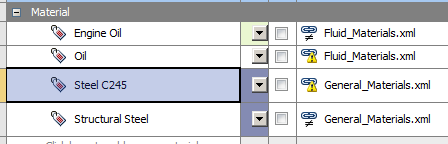 Material
Engine Oil Fluid_Materials.xml
Oil Fluid_Materials.xml
Steel C245 General_Materials.xml
Structural Steel General_Materials.xml